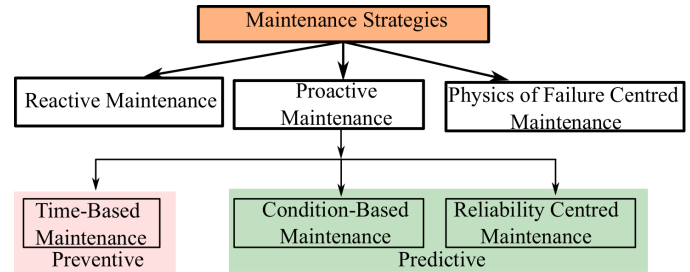 Maintenance Strategies
Reactive Maintenance
Proactive
Maintenance
Physics of Failure Centred
Maintenance
Time-Based
Maintenance
Preventive
Condition-Based
Maintenance
Reliability Centred
Maintenance
Predictive